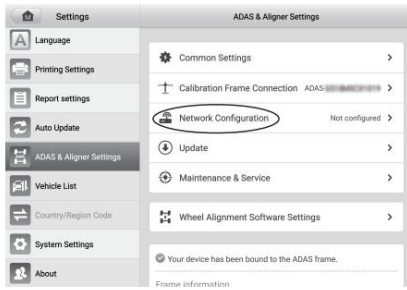 Settings
ADAS & Aligner Settings
Language
Printing Settings
Report settings
Auto Update
ADAS & Aligner Settings
Vehicle List
Country/Region Code
System Settings
About
Common Settings
Calibration Frame Connection ADAS:
Network Configuration Not configured
Update
Maintenance & Service
Wheel Alignment Software Settings
Your device has been bound to the ADAS frame.
Frame information